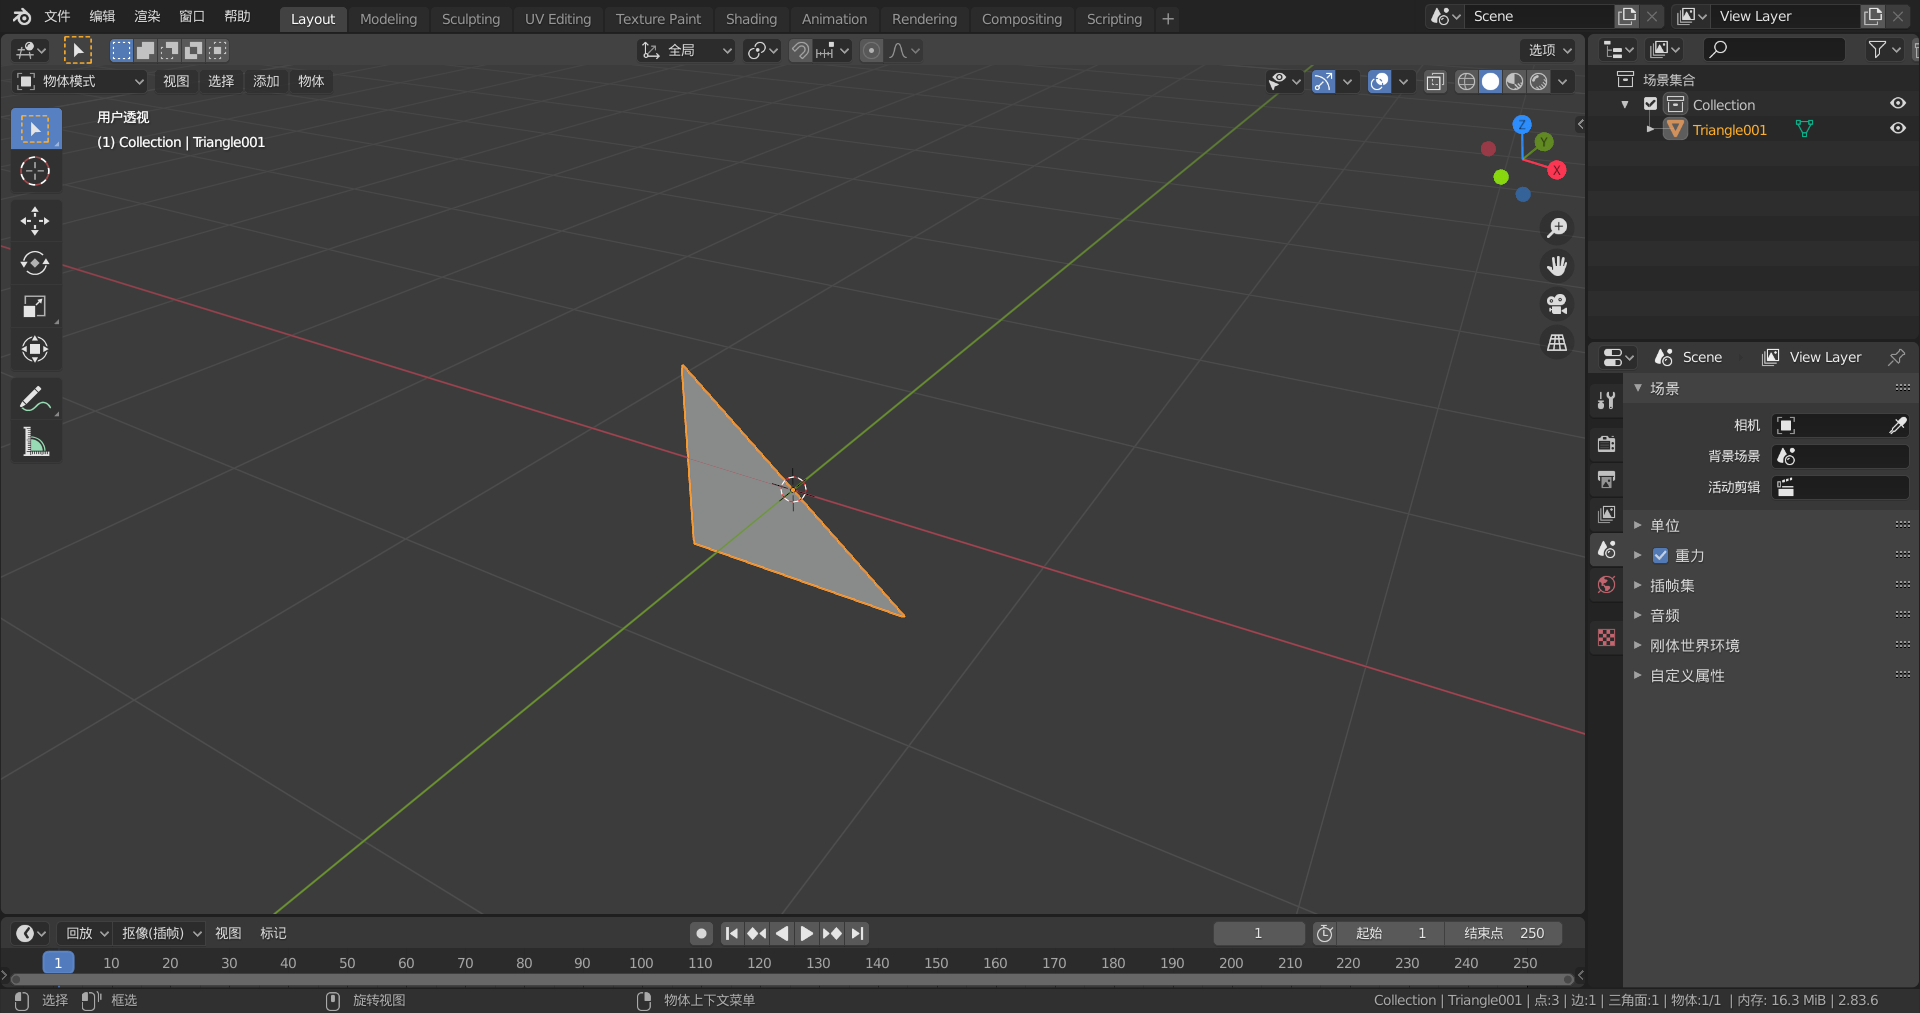 文件 编辑 渲染 窗口 帮助 Layout Modeling Sculpting UV Editing Texture Paint Shading Animation Rendering Compositing Scripting + Scene View Layer
全局 选项
物体模式 视图 选择 添加 物体
用户透视
(1) Collection | Triangle001
Z
Y
X
场景集合
Collection
Triangle001
Scene View Layer
场景
相机
背景场景
活动剪辑
单位
重力
插帧集
音频
刚体世界环境
自定义属性
回放 抠像(插帧) 视图 标记 1 起始 1 结束点 250
1 10 20 30 40 50 60 70 80 90 100 110 120 130 140 150 160 170 180 190 200 210 220 230 240 250
选择 框选 旋转视图 物体上下文菜单 Collection | Triangle001 | 点:3 | 边:1 | 三角面:1 | 物体:1/1 | 内存: 16.3 MiB | 2.83.6